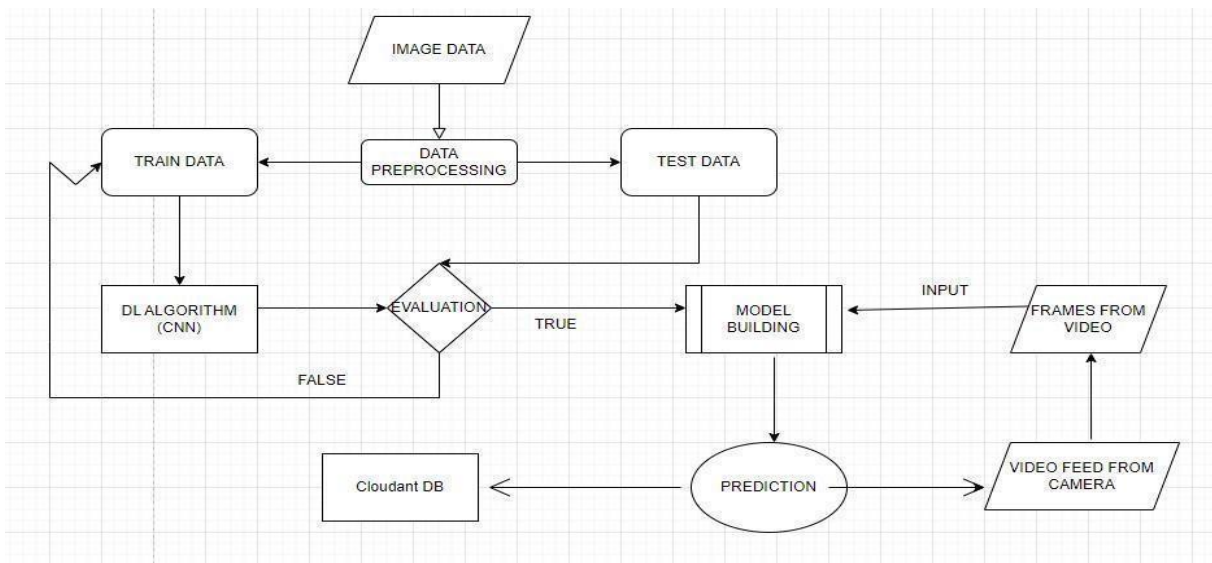 IMAGE DATA
TRAIN DATA
DATA
PREPROCESSING
TEST DATA
DL ALGORITHM
(CNN)
EVALUATION
TRUE
MODEL
BUILDING
INPUT
FRAMES FROM
VIDEO
FALSE
Cloudant DB
PREDICTION
VIDEO FEED FROM
CAMERA